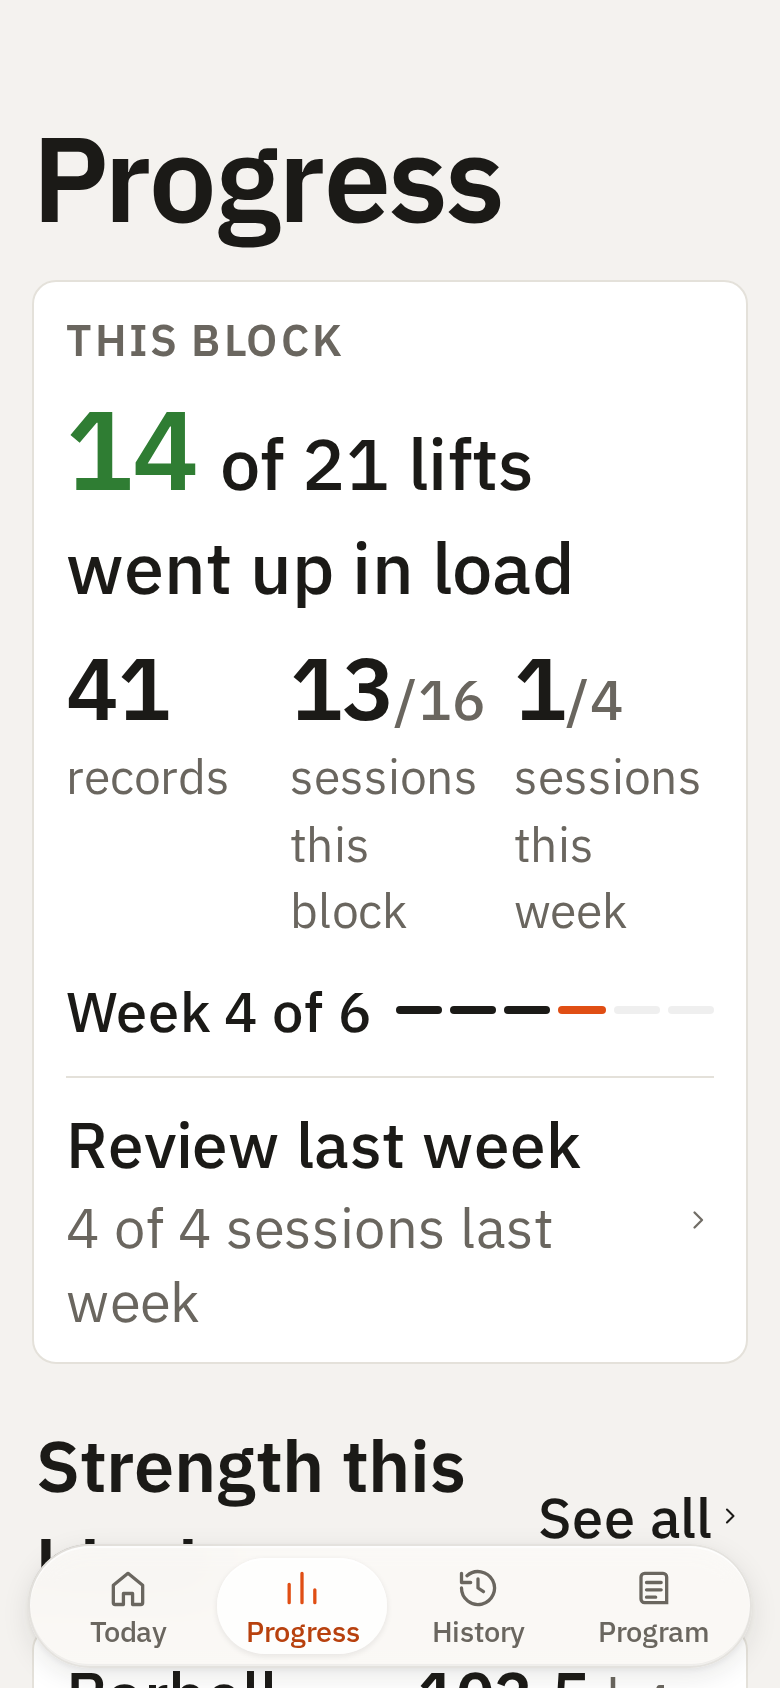 Progress
THIS BLOCK
14 of 21 lifts
went up in load
41
records
13/16
sessions
this
block
1/4
sessions
this
week
Week 4 of 6
Review last week
4 of 4 sessions last
week
Strength this
See all
Today
Progress
History
Program